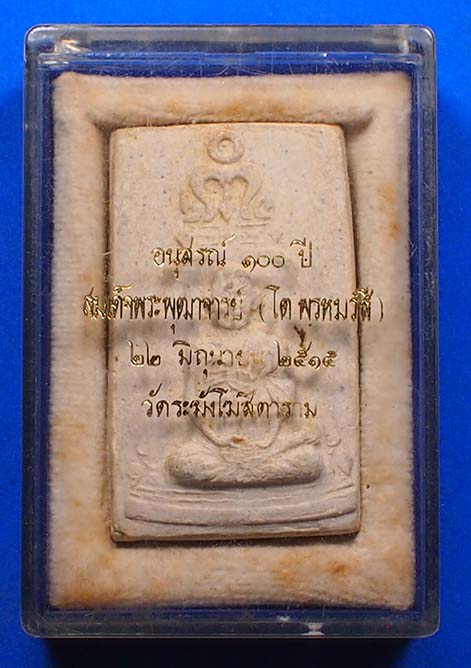 อนุสรณ์ ๑๐๐ ปี
สมเด็จพระพุฒาจารย์ (โต พรหมรังสี)
๒๒ มิถุนายน ๒๕๑๕
วัดระฆังโฆสิตาราม